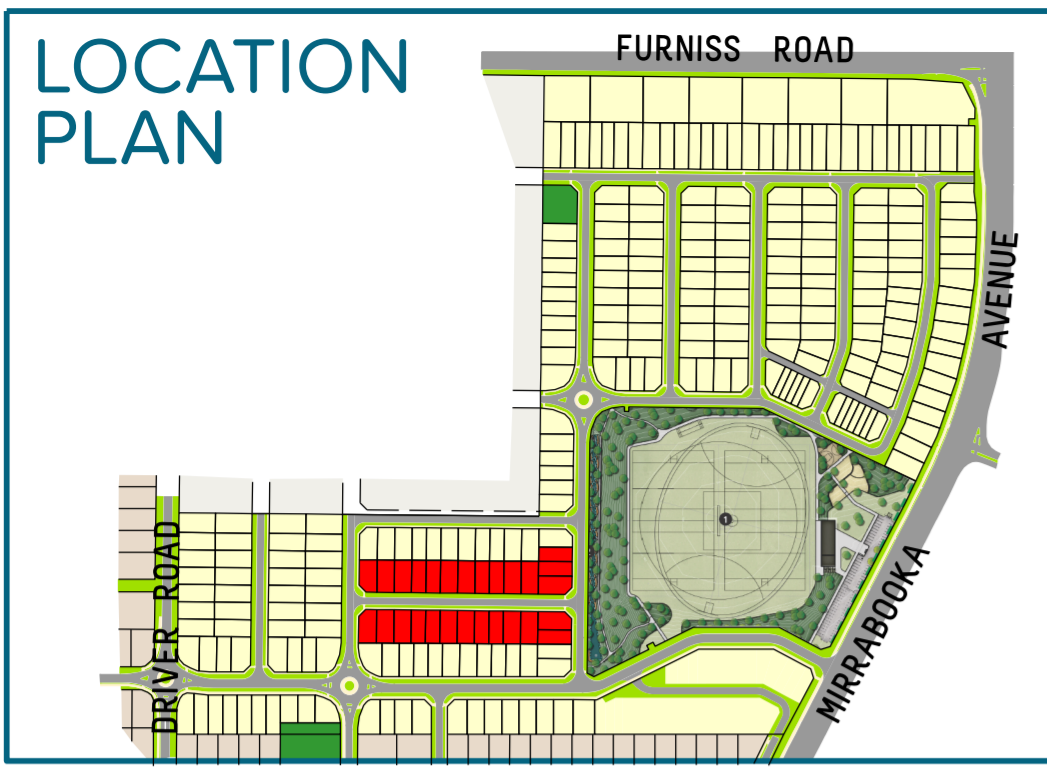 LOCATION
PLAN
FURNISS ROAD
AVENUE
1
DRIVER ROAD
MIRRABOOKA